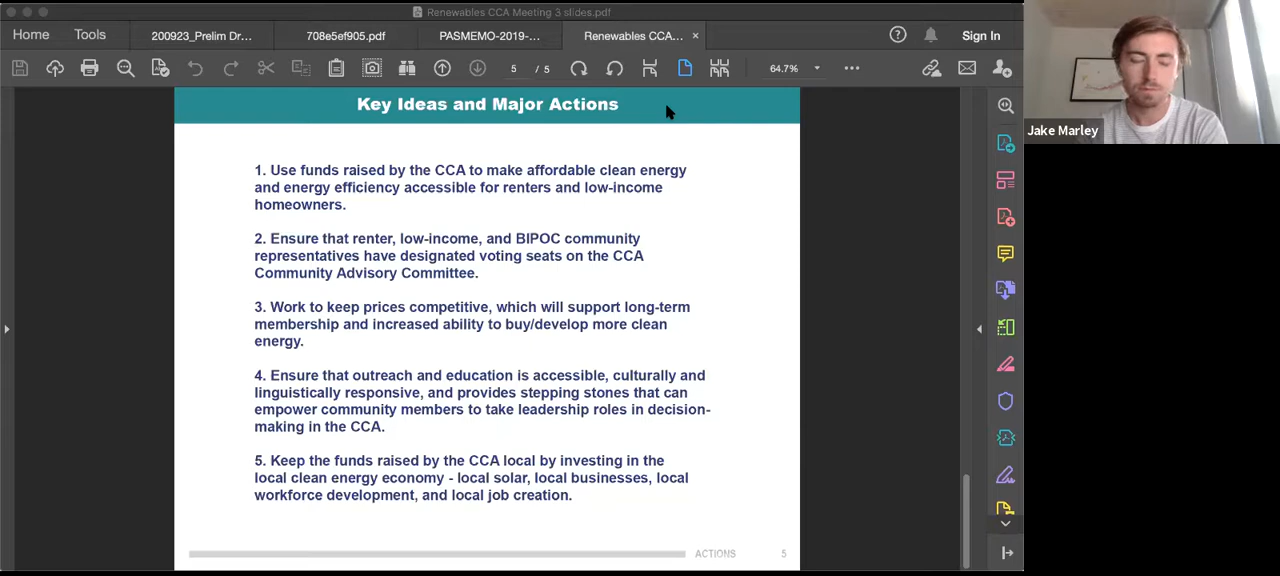 Renewables CCA Meeting 3 slides.pdf
Home Tools 200923_Prelim Dr... 708e5ef905.pdf PASMEMO-2019-... Renewables CCA... × Sign In
5 / 5 64.7%
Key Ideas and Major Actions
Jake Marley
1. Use funds raised by the CCA to make affordable clean energy
and energy efficiency accessible for renters and low-income
homeowners.
2. Ensure that renter, low-income, and BIPOC community
representatives have designated voting seats on the CCA
Community Advisory Committee.
3. Work to keep prices competitive, which will support long-term
membership and increased ability to buy/develop more clean
energy.
4. Ensure that outreach and education is accessible, culturally and
linguistically responsive, and provides stepping stones that can
empower community members to take leadership roles in decision-
making in the CCA.
5. Keep the funds raised by the CCA local by investing in the
local clean energy economy - local solar, local businesses, local
workforce development, and local job creation.
ACTIONS 5